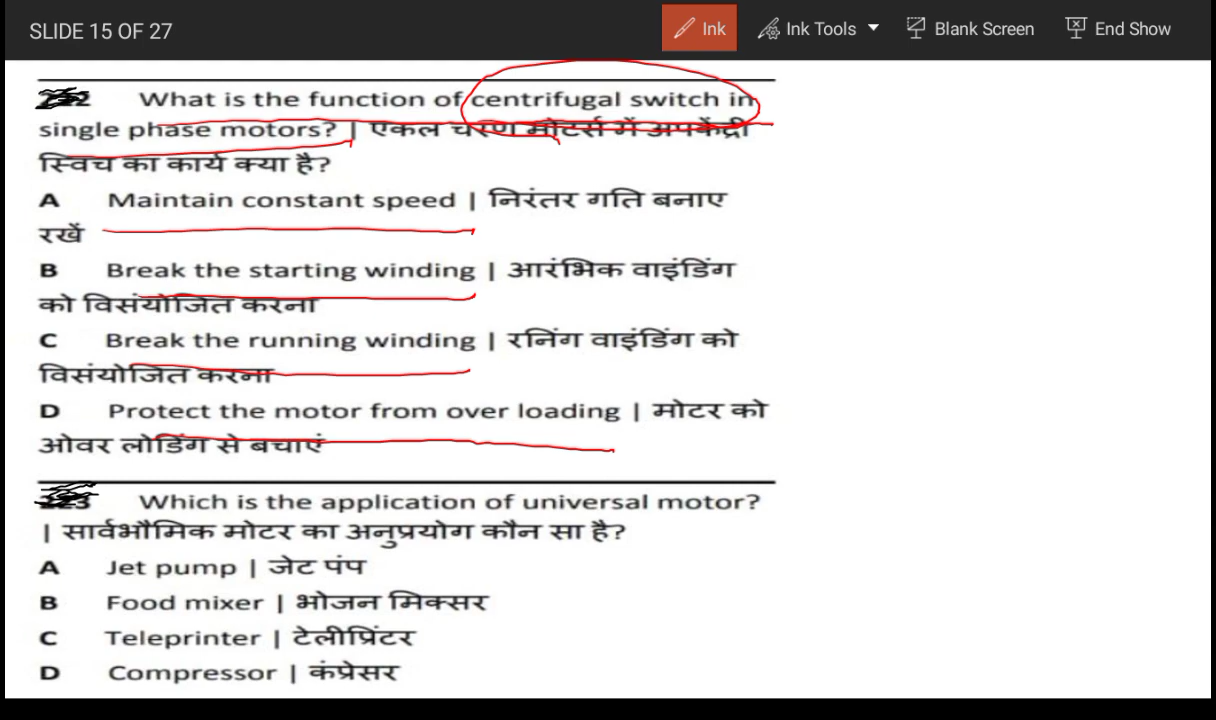 SLIDE 15 OF 27
Ink
Ink Tools
Blank Screen
End Show
What is the function of centrifugal switch in
single phase motors? | एकल चरण मोटर्स में अपकेंद्री
स्विच का कार्य क्या है?
A Maintain constant speed | निरंतर गति बनाए
रखें
B Break the starting winding | आरंभिक वाइंडिंग
को विसंयोजित करना
C Break the running winding | रनिंग वाइंडिंग को
विसंयोजित करना
D Protect the motor from over loading | मोटर को
ओवर लोडिंग से बचाएं
Which is the application of universal motor?
| सार्वभौमिक मोटर का अनुप्रयोग कौन सा है?
A Jet pump | जेट पंप
B Food mixer | भोजन मिक्सर
C Teleprinter | टेलीप्रिंटर
D Compressor | कंप्रेसर